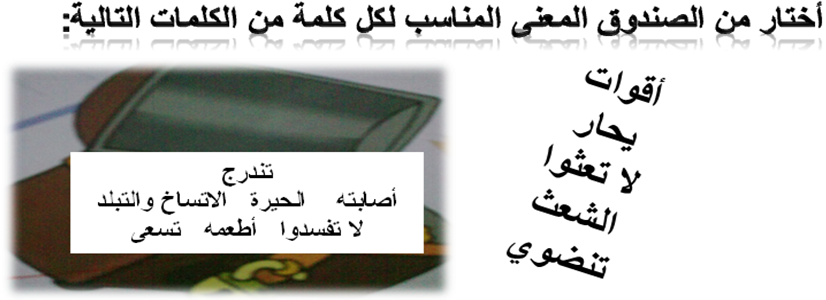 أختار من الصندوق المعنى المناسب لكل كلمة من الكلمات التالية:
أقوات
يحار
لا تعثوا
الشعث
تنضوي
تندرج
أصابته الحيرة الاتساخ والتبلد
لا تفسدوا أطعمه تسعى